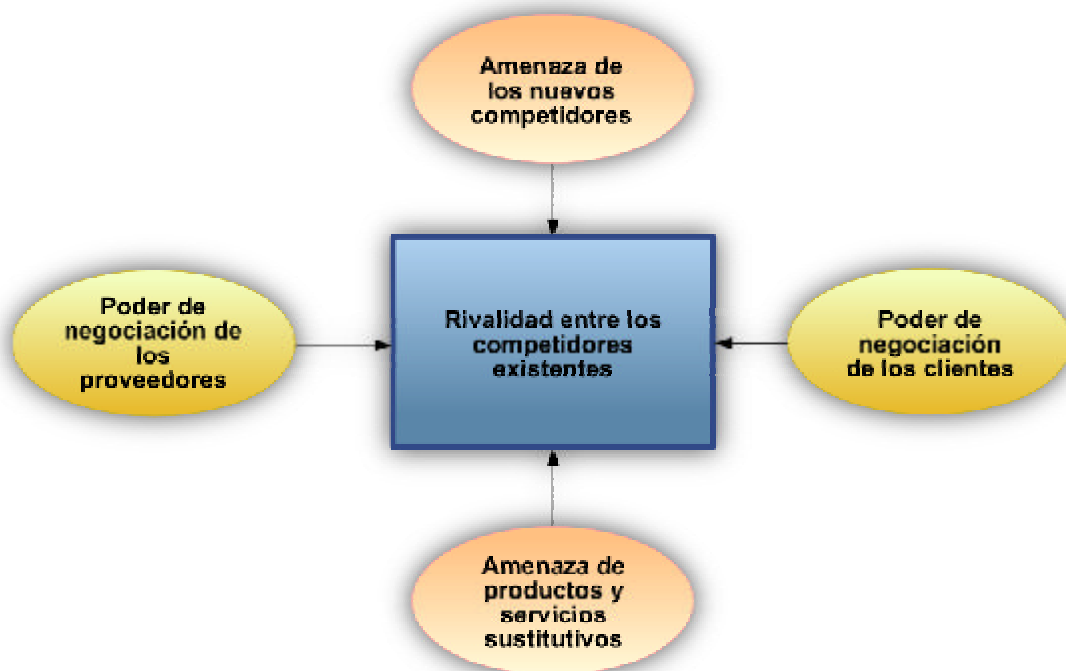 Amenaza de
los nuevos
competidores
Poder de
negociación de
los
proveedores
Rivalidad entre los
competidores
existentes
Poder de
negociación
de los clientes
Amenaza de
productos y
servicios
sustitutivos